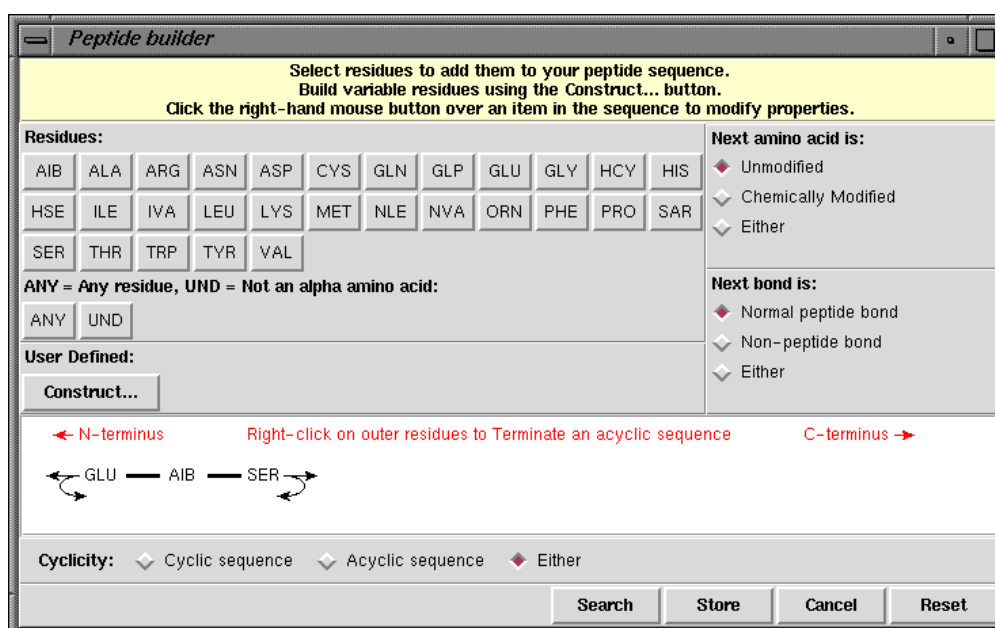 Peptide builder
Select residues to add them to your peptide sequence.
Build variable residues using the Construct... button.
Click the right-hand mouse button over an item in the sequence to modify properties.
Residues:
AIB ALA ARG ASN ASP CYS GLN GLP GLU GLY HCY HIS
HSE ILE IVA LEU LYS MET NLE NVA ORN PHE PRO SAR
SER THR TRP TYR VAL
ANY = Any residue, UND = Not an alpha amino acid:
ANY UND
User Defined:
Construct...
Next amino acid is:
Unmodified
Chemically Modified
Either
Next bond is:
Normal peptide bond
Non-peptide bond
Either
N-terminus Right-click on outer residues to Terminate an acyclic sequence C-terminus
GLU AIB SER
Cyclicity: Cyclic sequence Acyclic sequence Either
Search Store Cancel Reset